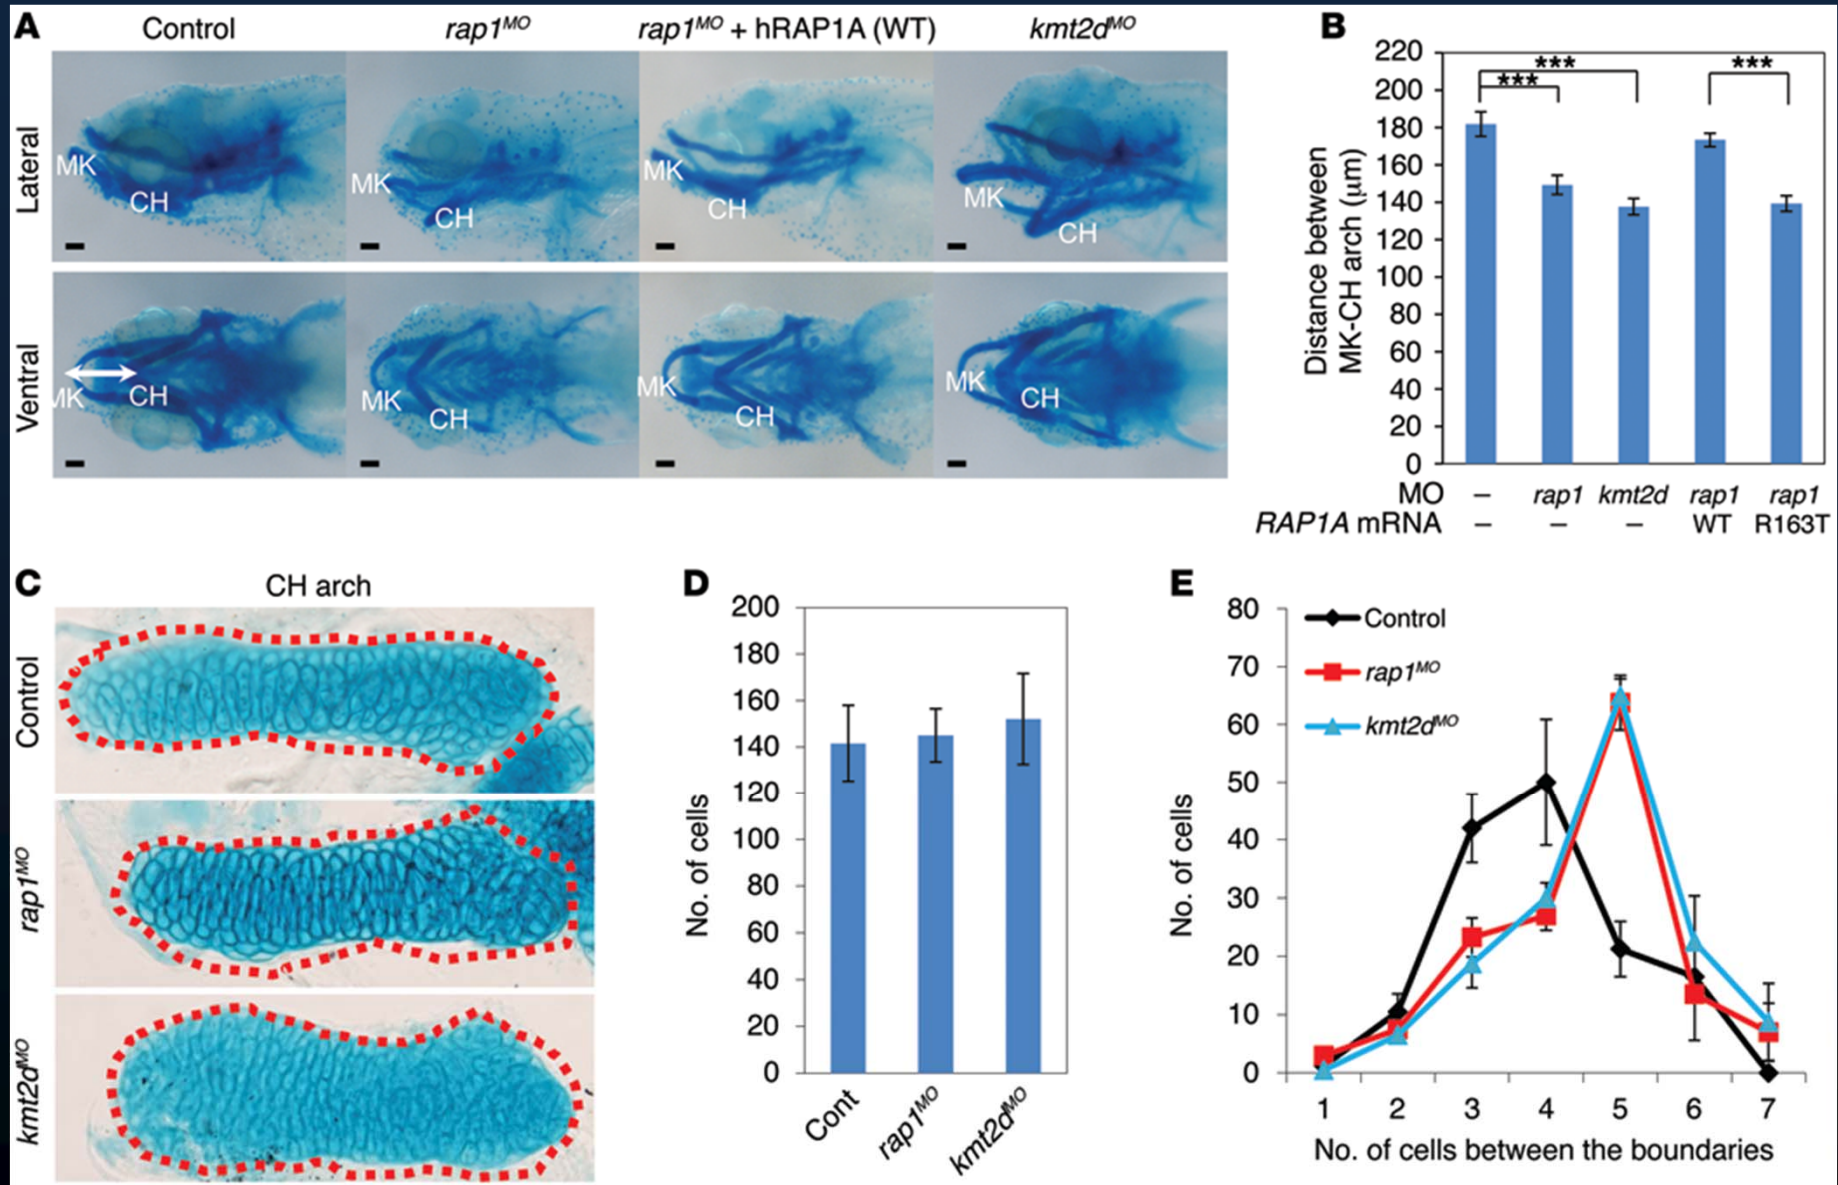 A
Control
rap1MO
rap1MO + hRAP1A (WT)
kmt2dMO
Lateral
MK
CH
MK
CH
MK
CH
MK
CH
Ventral
MK
CH
MK
CH
MK
CH
MK
CH
B
Distance between
MK-CH arch (μm)
220
200
180
160
140
120
100
80
60
40
20
0
***
***
***
MO – rap1 kmt2d rap1 rap1
RAP1A mRNA – – – WT R163T
C
CH arch
Control
rap1MO
kmt2dMO
D
No. of cells
200
180
160
140
120
100
80
60
40
20
0
Cont
rap1MO
kmt2dMO
E
No. of cells
80
70
60
50
40
30
20
10
0
Control
rap1MO
kmt2dMO
1 2 3 4 5 6 7
No. of cells between the boundaries